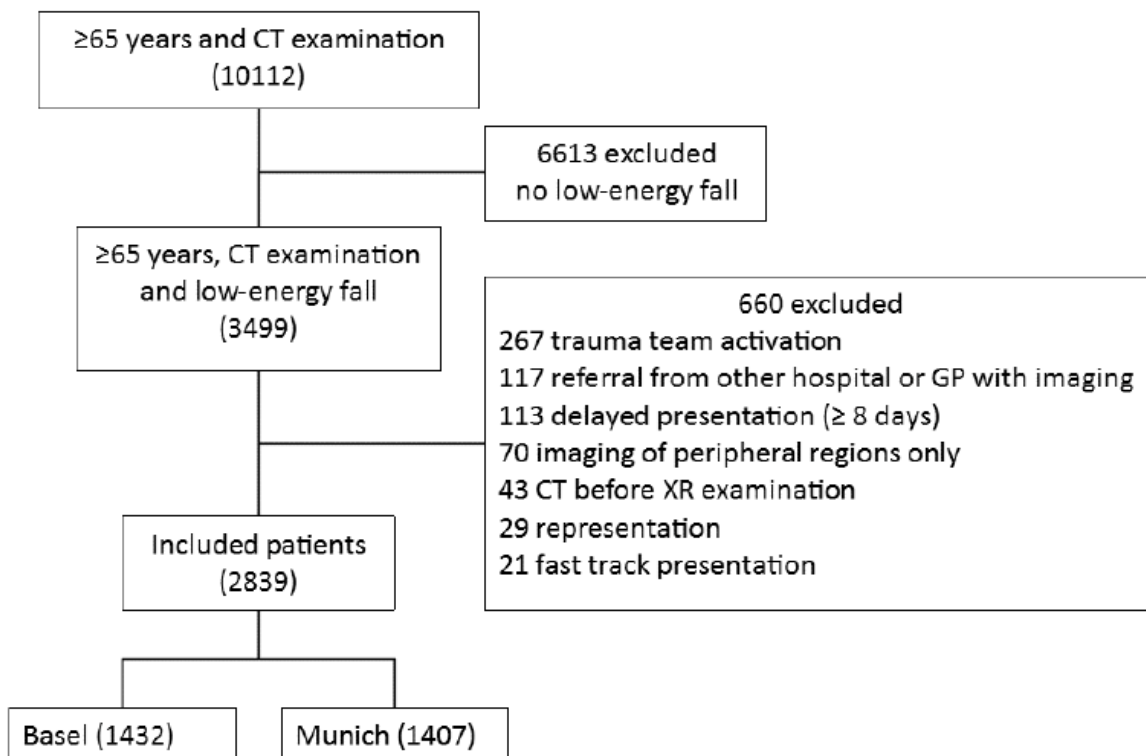 ≥65 years and CT examination
(10112)
6613 excluded
no low-energy fall
≥65 years, CT examination
and low-energy fall
(3499)
660 excluded
267 trauma team activation
117 referral from other hospital or GP with imaging
113 delayed presentation (≥ 8 days)
70 imaging of peripheral regions only
43 CT before XR examination
29 representation
21 fast track presentation
Included patients
(2839)
Basel (1432)
Munich (1407)